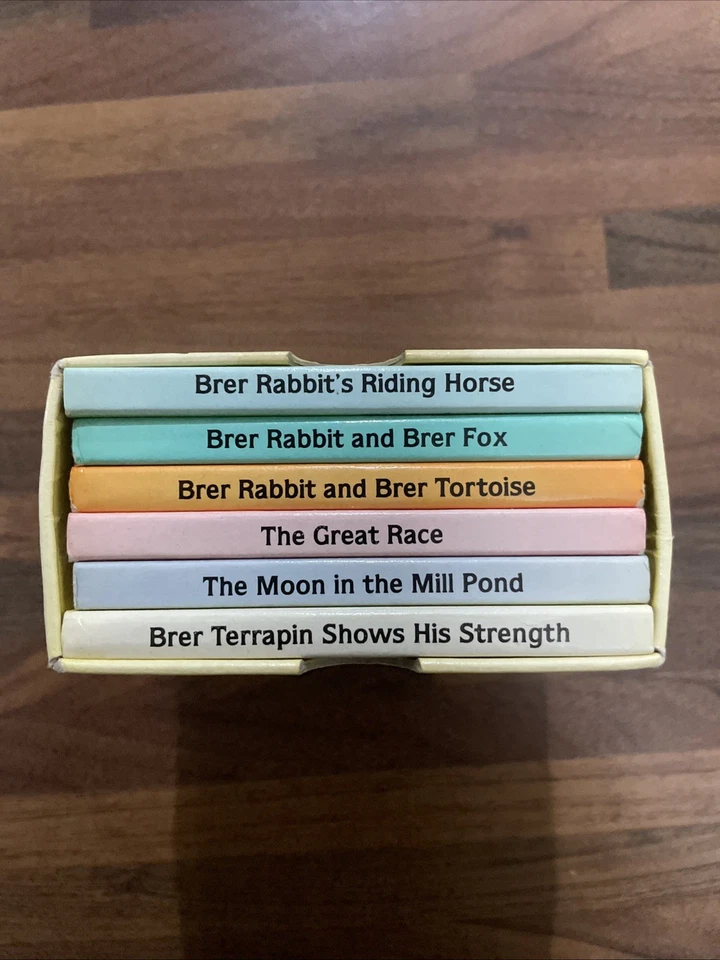 Brer Rabbit's Riding Horse
Brer Rabbit and Brer Fox
Brer Rabbit and Brer Tortoise
The Great Race
The Moon in the Mill Pond
Brer Terrapin Shows His Strength